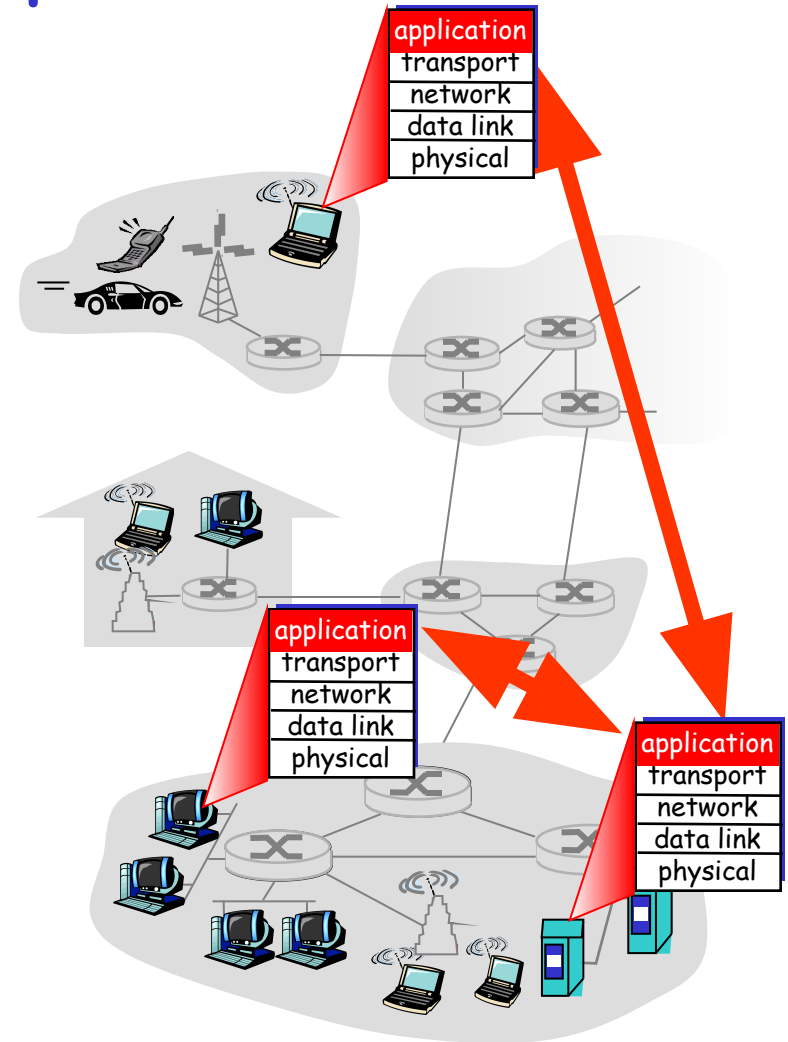 application
transport
network
data link
physical
application
transport
network
data link
physical
application
transport
network
data link
physical